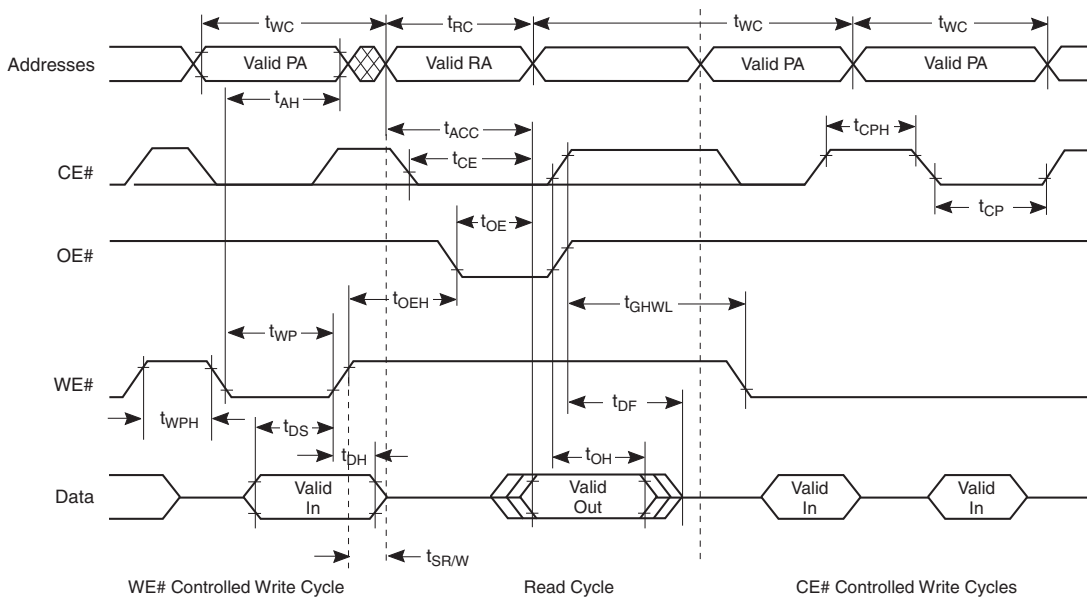 tWC tRC tWC tWC
Addresses Valid PA Valid RA Valid PA Valid PA
tAH
tACC tCPH
CE# tCE
tCP
tOE
OE#
tOEH tGHWL
tWP
WE#
tWPH tDS tDF
tDH tOH
Data Valid In Valid Out Valid In Valid In
tSR/W
WE# Controlled Write Cycle Read Cycle CE# Controlled Write Cycles